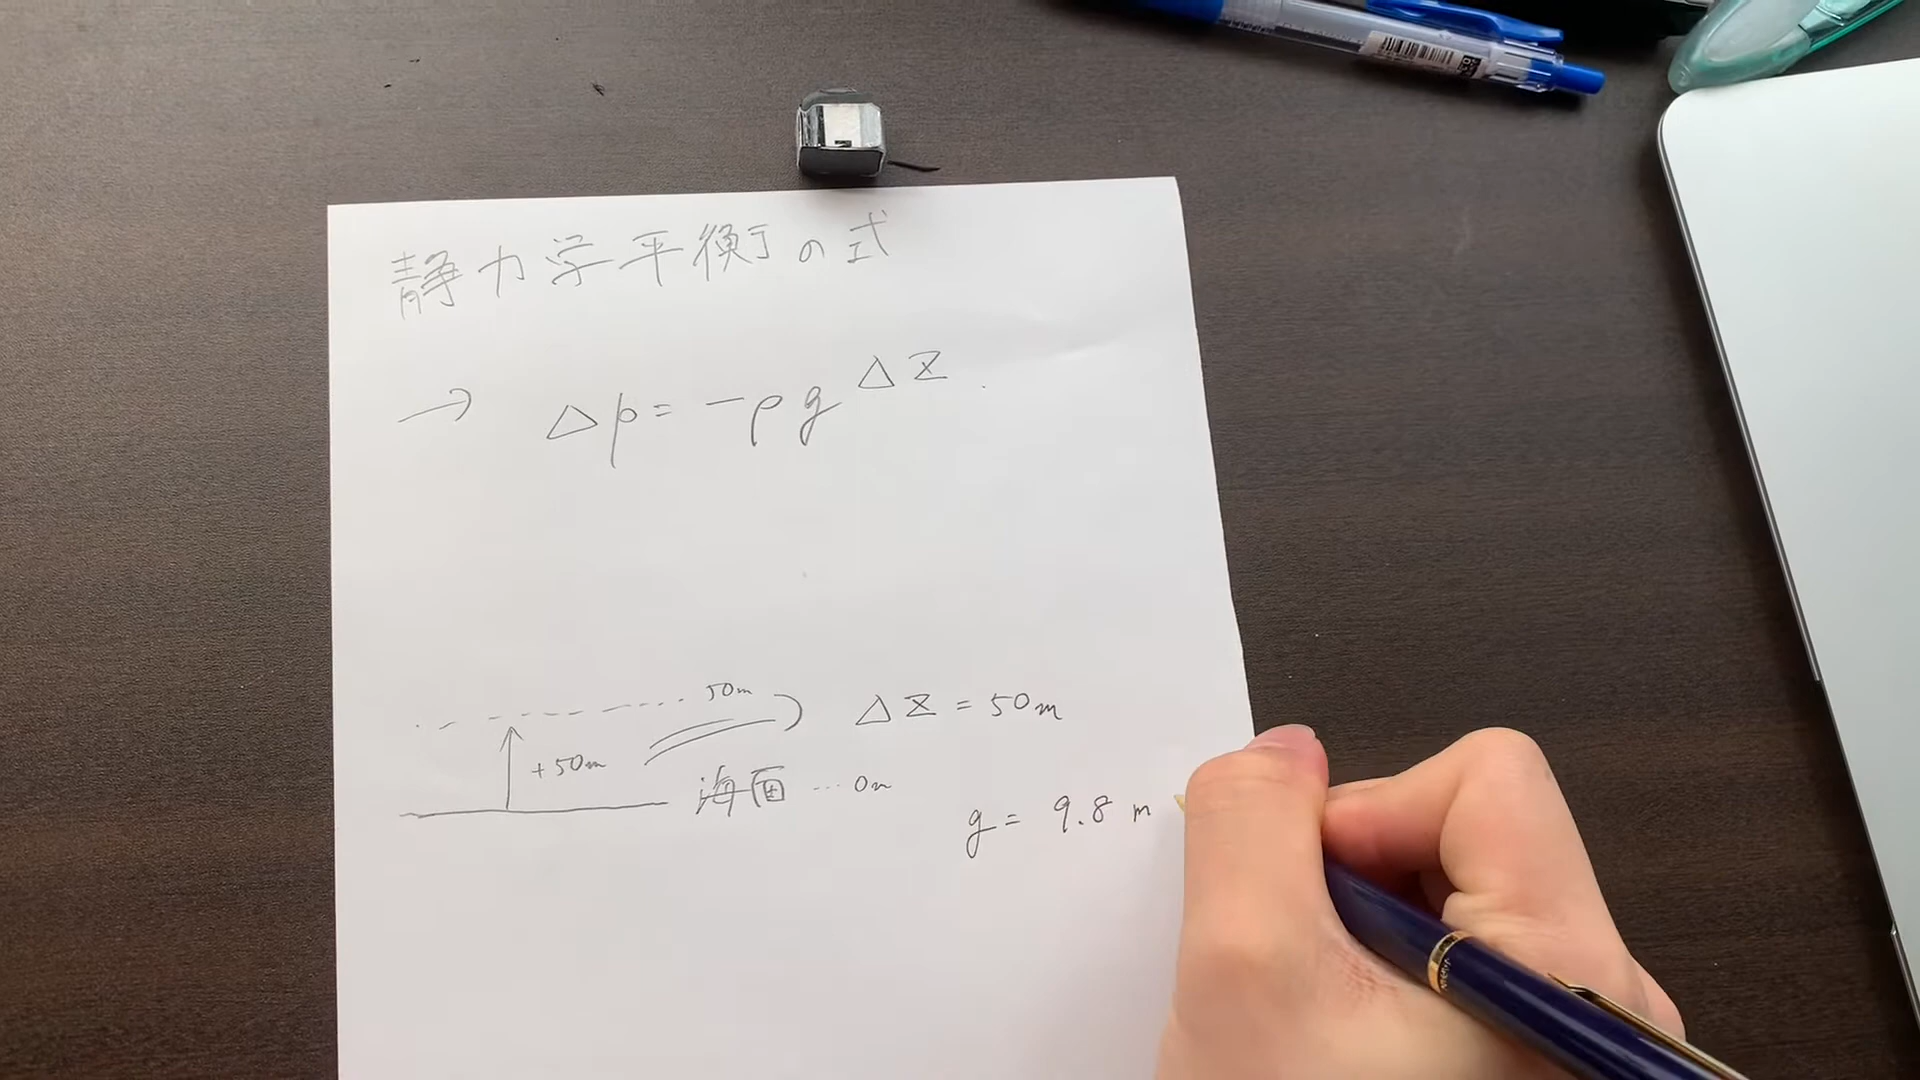 静力学平衡の式
→ Δp = -ρgΔz.
50m
Δz = 50m
+50m
海面 … 0m
g = 9.8 m